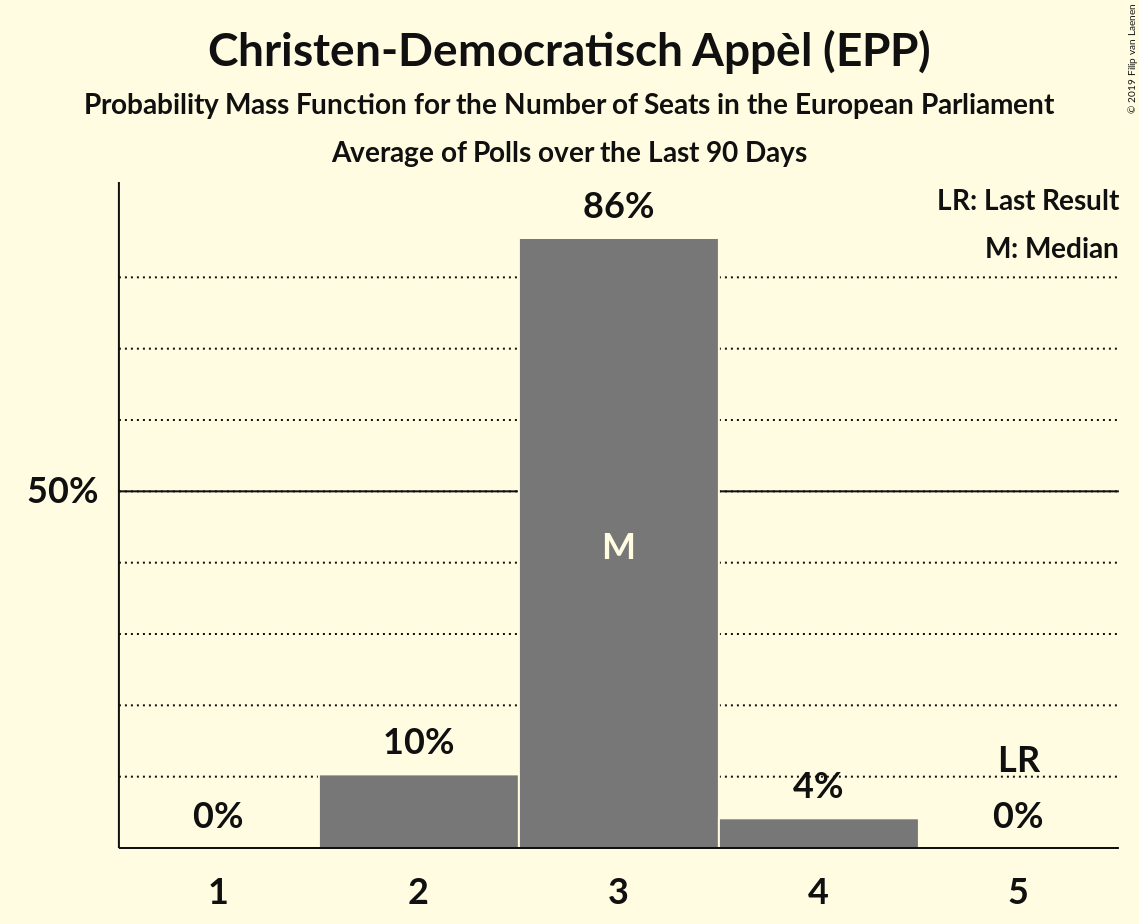 Christen-Democratisch Appèl (EPP)
Probability Mass Function for the Number of Seats in the European Parliament
Average of Polls over the Last 90 Days
© 2019 Filip van Laenen
LR: Last Result
M: Median
86%
50%
M
10%
LR
4%
0%
0%
1 2 3 4 5